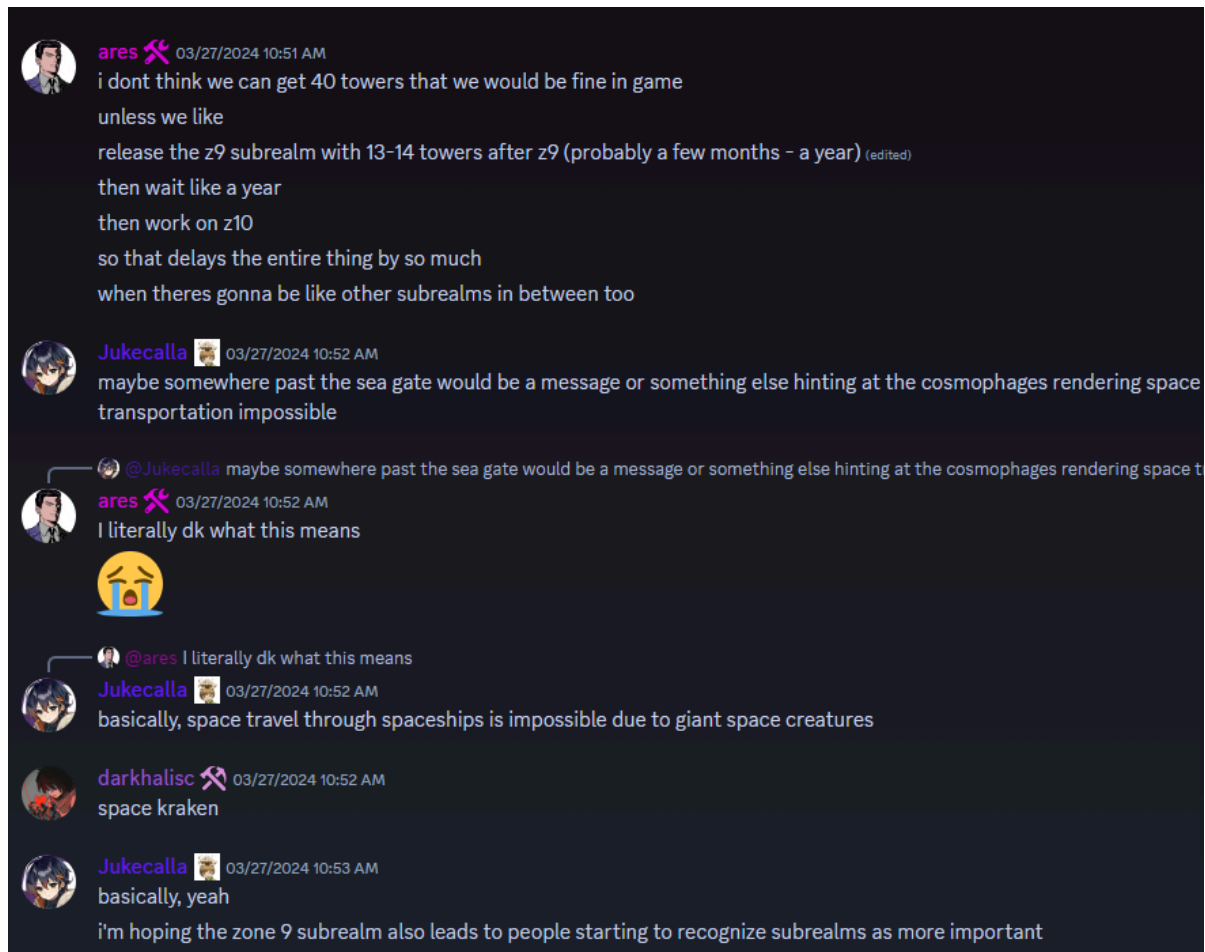 ares 03/27/2024 10:51 AM
i dont think we can get 40 towers that we would be fine in game
unless we like
release the z9 subrealm with 13-14 towers after z9 (probably a few months - a year) (edited)
then wait like a year
then work on z10
so that delays the entire thing by so much
when theres gonna be like other subrealms in between too
Jukecalla 03/27/2024 10:52 AM
maybe somewhere past the sea gate would be a message or something else hinting at the cosmophages rendering space
transportation impossible
@Jukecalla maybe somewhere past the sea gate would be a message or something else hinting at the cosmophages rendering space t
ares 03/27/2024 10:52 AM
I literally dk what this means
@ares I literally dk what this means
Jukecalla 03/27/2024 10:52 AM
basically, space travel through spaceships is impossible due to giant space creatures
darkhalisc 03/27/2024 10:52 AM
space kraken
Jukecalla 03/27/2024 10:53 AM
basically, yeah
i'm hoping the zone 9 subrealm also leads to people starting to recognize subrealms as more important